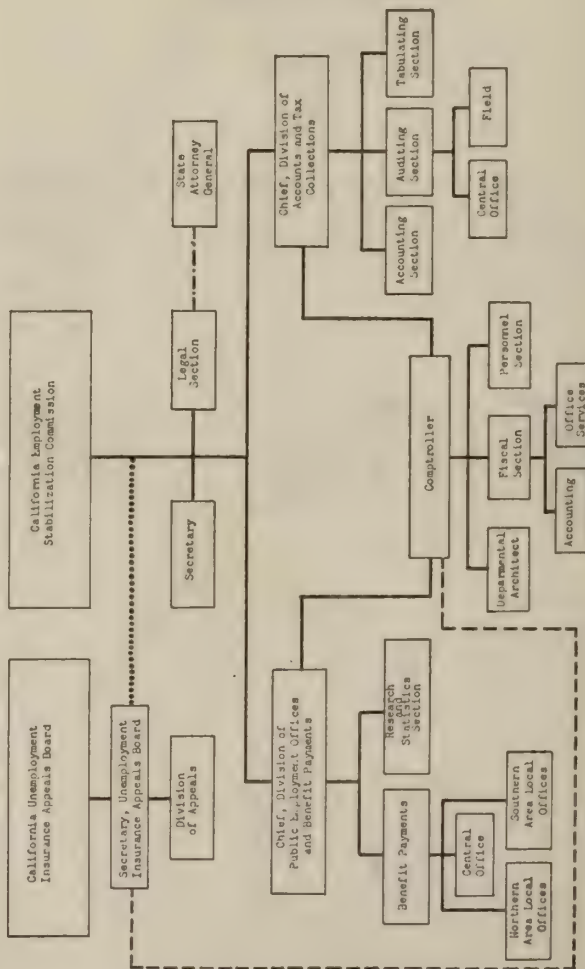 California Unemployment
Insurance Appeals Board
California Employment
Stabilization Commission
Secretary, Unemployment
Insurance Appeals Board
Division
of Appeals
Secretary
Legal
Section
State
Attorney
General
Chief, Division of
Public Employment Offices
and Benefit Payments
Chief, Division of
Accounts and Tax
Collections
Benefit Payments
Research
and
Statistics
Section
Central
Office
Northern
Area Local
Offices
Southern
Area Local
Offices
Comptroller
Deparmental
Architect
Fiscal
Section
Personnel
Section
Accounting
Office
Services
Accounting
Section
Auditing
Section
Tabulating
Section
Central
Office
Field